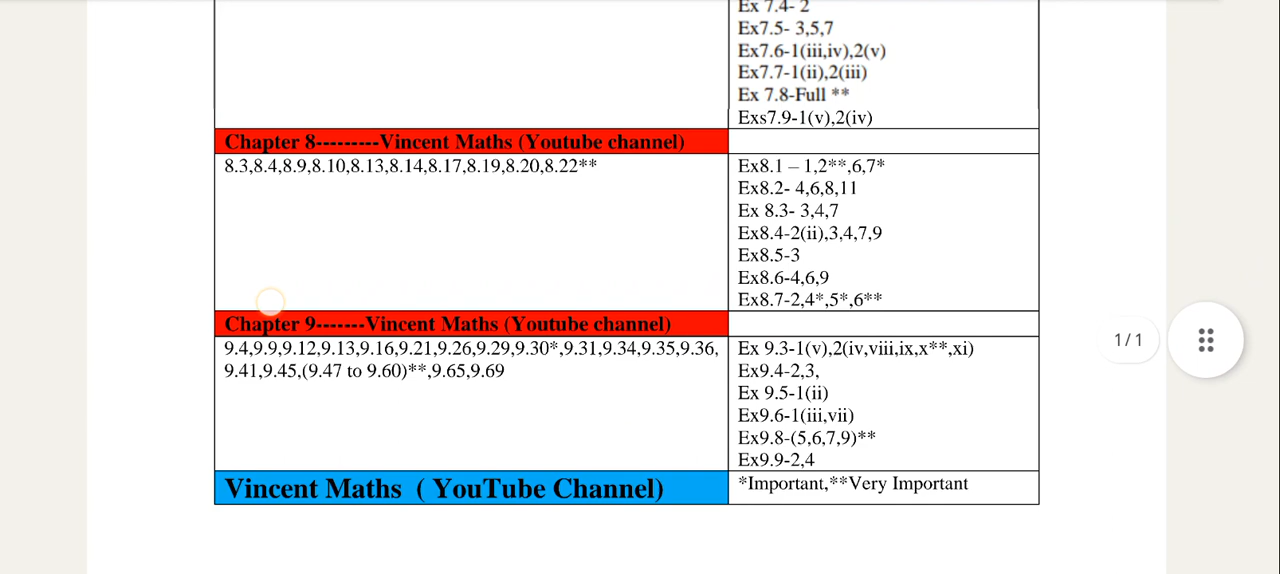 Ex 7.4- 2
Ex7.5- 3,5,7
Ex7.6-1(iii,iv),2(v)
Ex7.7-1(ii),2(iii)
Ex 7.8-Full **
Exs7.9-1(v),2(iv)
Chapter 8---------Vincent Maths (Youtube channel)
8.3,8.4,8.9,8.10,8.13,8.14,8.17,8.19,8.20,8.22**
Ex8.1 – 1,2**,6,7*
Ex8.2- 4,6,8,11
Ex 8.3- 3,4,7
Ex8.4-2(ii),3,4,7,9
Ex8.5-3
Ex8.6-4,6,9
Ex8.7-2,4*,5*,6**
Chapter 9-------Vincent Maths (Youtube channel)
9.4,9.9,9.12,9.13,9.16,9.21,9.26,9.29,9.30*,9.31,9.34,9.35,9.36,
9.41,9.45,(9.47 to 9.60)**,9.65,9.69
Ex 9.3-1(v),2(iv,viii,ix,x**,xi)
Ex9.4-2,3,
Ex 9.5-1(ii)
Ex9.6-1(iii,vii)
Ex9.8-(5,6,7,9)**
Ex9.9-2,4
Vincent Maths ( YouTube Channel)
*Important,**Very Important
1/1